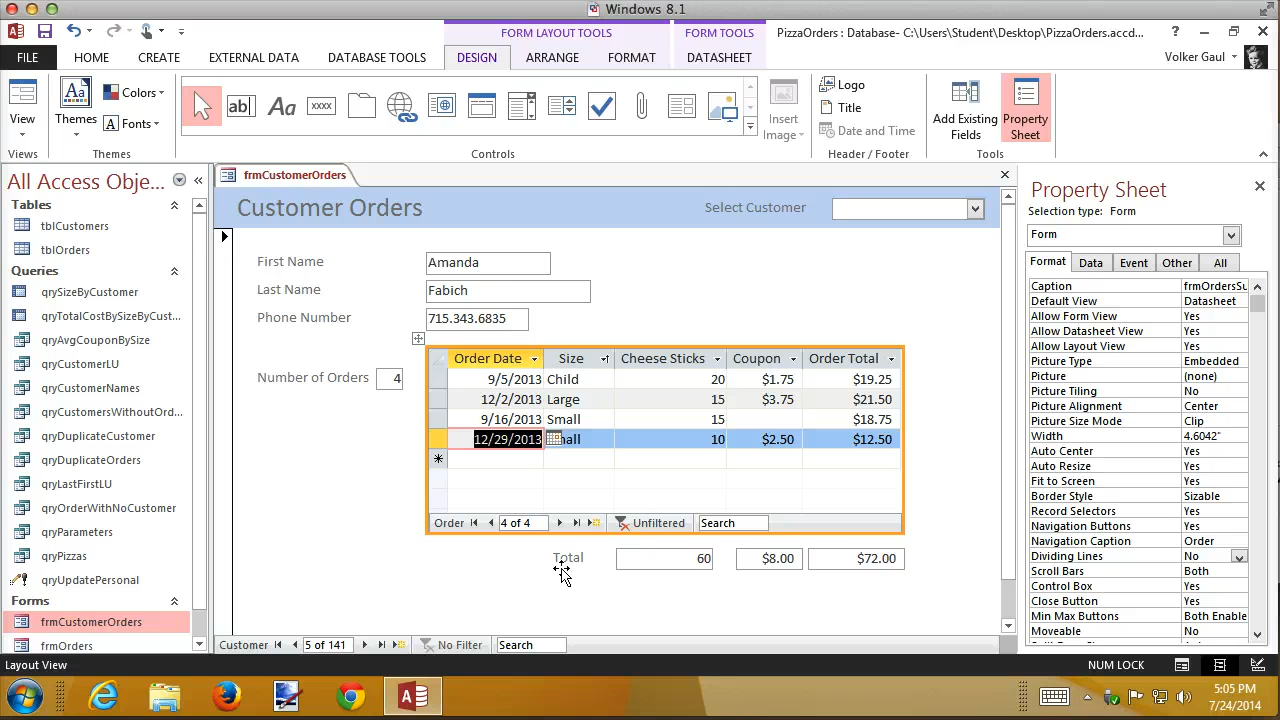 Windows 8.1
FORM LAYOUT TOOLS
FORM TOOLS
PizzaOrders : Database- C:\Users\Student\Desktop\PizzaOrders.accd...
?
FILE
HOME
CREATE
EXTERNAL DATA
DATABASE TOOLS
DESIGN
ARRANGE
FORMAT
DATASHEET
Volker Gaul
View
Themes
Colors
Fonts
ab|
Aa
XXXX
Insert
Image
Logo
Title
Date and Time
Add Existing
Fields
Property
Sheet
Views
Themes
Controls
Header / Footer
Tools
All Access Obje...
Tables
tblCustomers
tblOrders
Queries
qrySizeByCustomer
qryTotalCostBySizeByCust...
qryAvgCouponBySize
qryCustomerLU
qryCustomerNames
qryCustomersWithoutOrd...
qryDuplicateCustomer
qryDuplicateOrders
qryLastFirstLU
qryOrderWithNoCustomer
qryParameters
qryPizzas
qryUpdatePersonal
Forms
frmCustomerOrders
frmOrders
frmCustomerOrders
Customer Orders
Select Customer
First Name
Amanda
Last Name
Fabich
Phone Number
715.343.6835
Number of Orders
4
Order Date Size Cheese Sticks Coupon Order Total
9/5/2013 Child 20 $1.75 $19.25
12/2/2013 Large 15 $3.75 $21.50
9/16/2013 Small 15 $18.75
12/29/2013 mall 10 $2.50 $12.50
Order 4 of 4 Unfiltered Search
Total 60 $8.00 $72.00
Customer 5 of 141 No Filter Search
Property Sheet
Selection type: Form
Form
Format Data Event Other All
Caption frmOrdersSu
Default View Datasheet
Allow Form View Yes
Allow Datasheet View Yes
Allow Layout View Yes
Picture Type Embedded
Picture (none)
Picture Tiling No
Picture Alignment Center
Picture Size Mode Clip
Width 4.6042"
Auto Center Yes
Auto Resize Yes
Fit to Screen Yes
Border Style Sizable
Record Selectors Yes
Navigation Buttons Yes
Navigation Caption Order
Dividing Lines No
Scroll Bars Both
Control Box Yes
Close Button Yes
Min Max Buttons Both Enable
Moveable No
Layout View
NUM LOCK
5:05 PM
7/24/2014